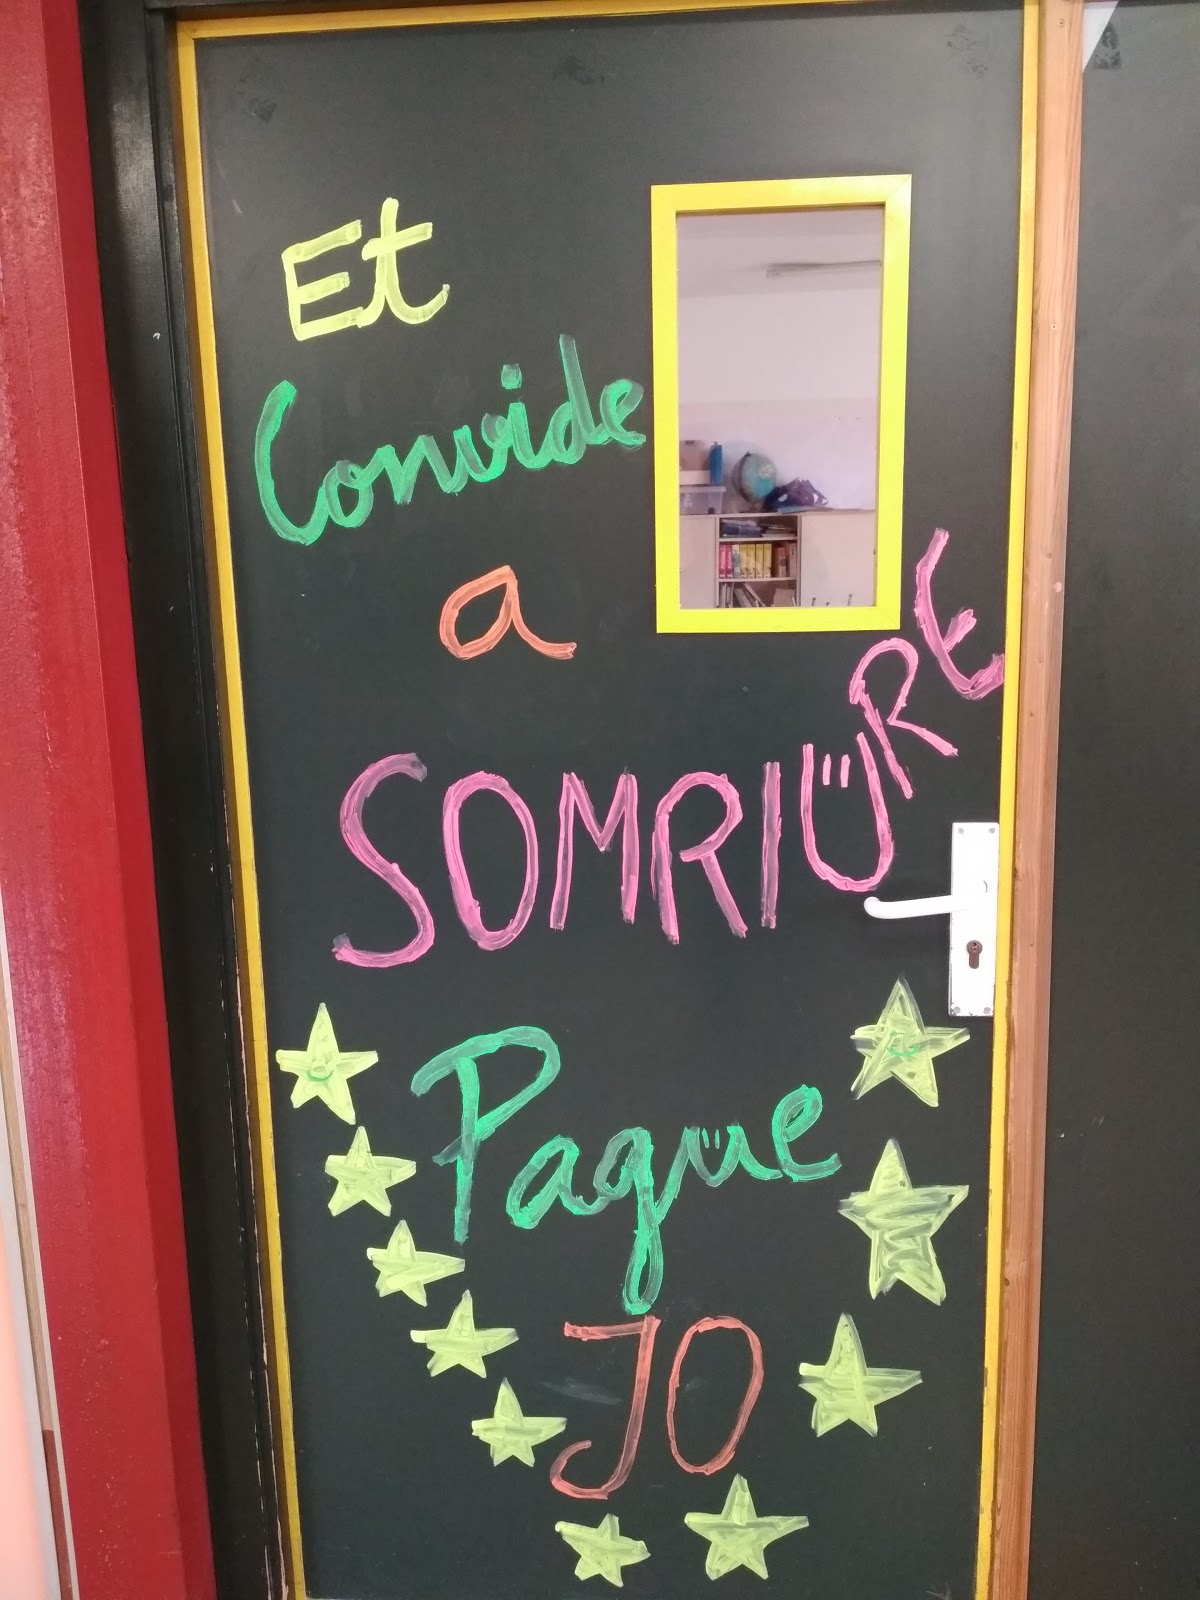 Et
Convide
a
SOMRIÜRE
Pagüe
JO